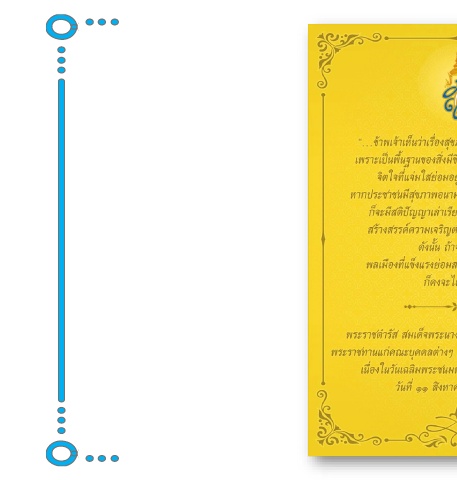 "...ข้าพเจ้าเห็นว่าเรื่องสุข
เพราะเป็นพื้นฐานของสิ่งมีชี
จิตใจที่แจ่มใสย่อมอยู่
หากประชาชนมีสุขภาพอนาม
ก็จะมีสติปัญญาเล่าเรีย
สร้างสรรค์ความเจริญต
ดังนั้น ถ้า
พลเมืองที่แข็งแรงย่อมส
ก็คงจะไ
พระราชดำรัส สมเด็จพระนาง
พระราชทานแก่คณะบุคคลต่างๆ
เนื่องในวันเฉลิมพระชนมพ
วันที่ ๑๑ สิงหาค